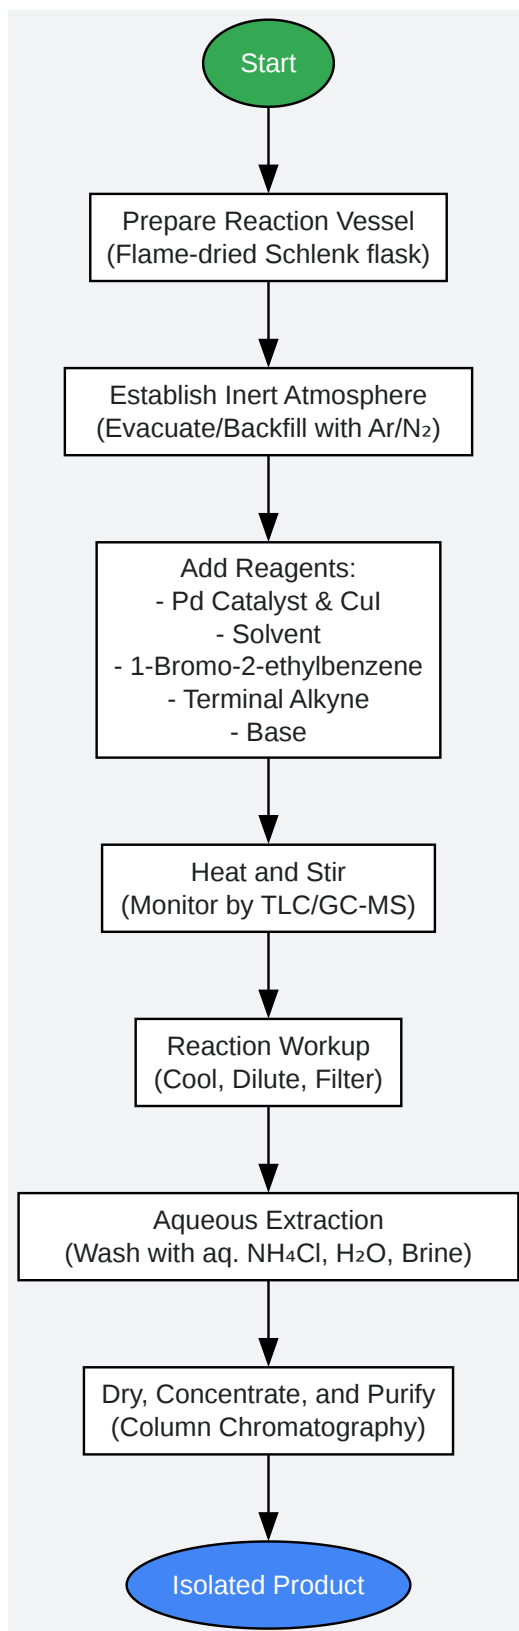 Start
Prepare Reaction Vessel
(Flame-dried Schlenk flask)
Establish Inert Atmosphere
(Evacuate/Backfill with Ar/N₂)
Add Reagents:
- Pd Catalyst & CuI
- Solvent
- 1-Bromo-2-ethylbenzene
- Terminal Alkyne
- Base
Heat and Stir
(Monitor by TLC/GC-MS)
Reaction Workup
(Cool, Dilute, Filter)
Aqueous Extraction
(Wash with aq. NH₄Cl, H₂O, Brine)
Dry, Concentrate, and Purify
(Column Chromatography)
Isolated Product